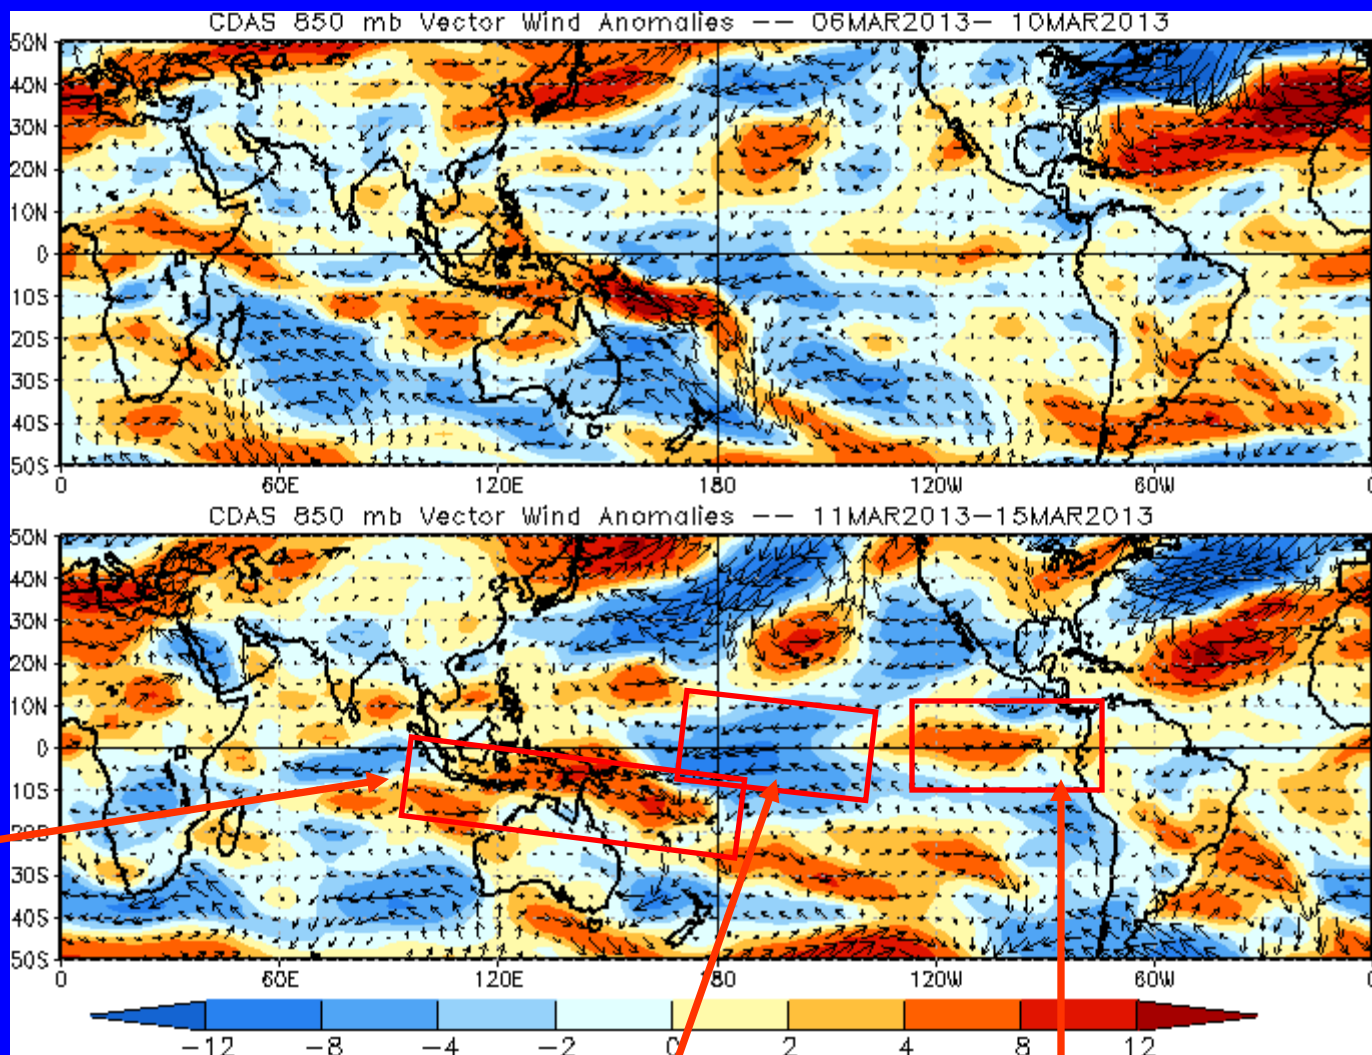 CDAS 850 mb Vector Wind Anomalies -- 06MAR2013- 10MAR2013
50N
40N
30N
20N
10N
0
10S
20S
30S
40S
50S
0 60E 120E 180 120W 60W 0
CDAS 850 mb Vector Wind Anomalies -- 11MAR2013-15MAR2013
50N
40N
30N
20N
10N
0
10S
20S
30S
40S
50S
0 60E 120E 180 120W 60W 0
-12 -8 -4 -2 0 2 4 8 12